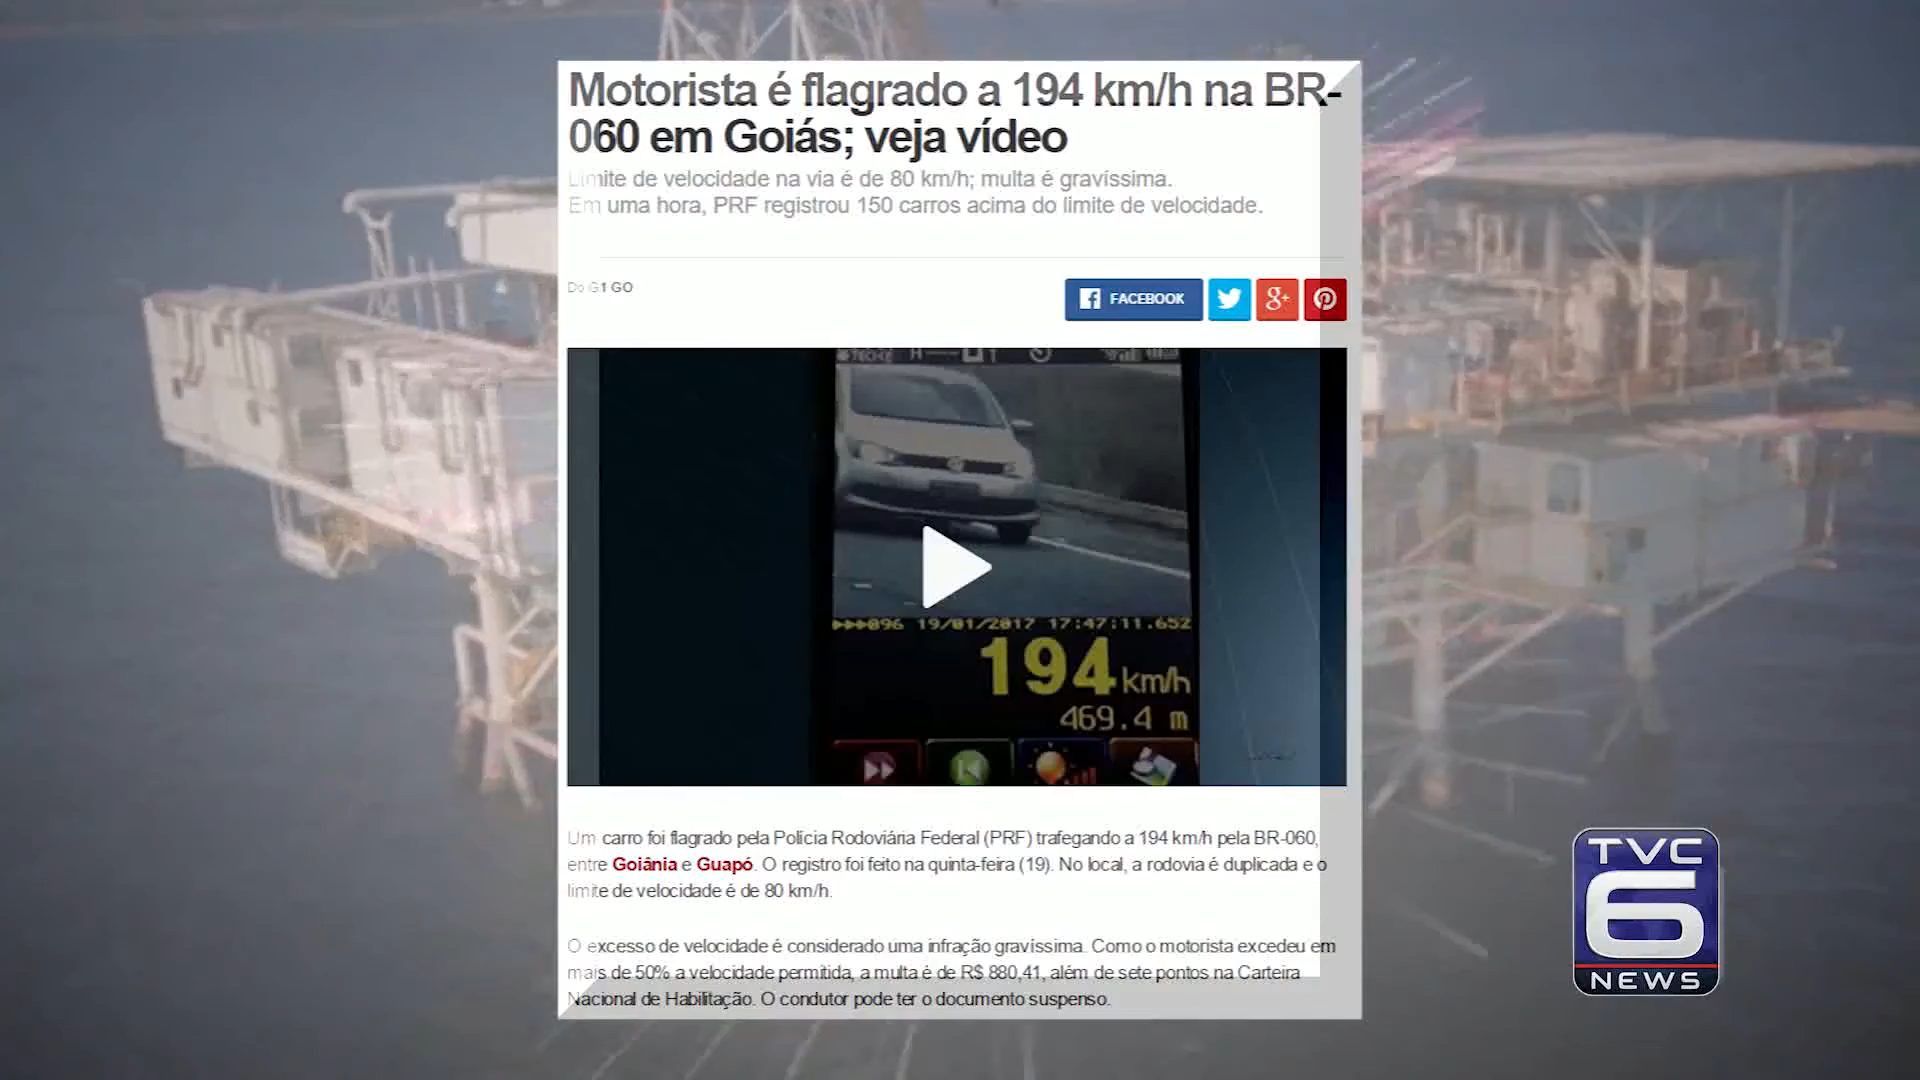 Motorista é flagrado a 194 km/h na BR-
060 em Goiás; veja vídeo
Limite de velocidade na via é de 80 km/h; multa é gravíssima.
Em uma hora, PRF registrou 150 carros acima do limite de velocidade.
Do G1 GO
FACEBOOK
g+
096 19/01/2017 17:47:11.652
194 km/h
469.4 m
Um carro foi flagrado pela Polícia Rodoviária Federal (PRF) trafegando a 194 km/h pela BR-060,
entre Goiânia e Guapó. O registro foi feito na quinta-feira (19). No local, a rodovia é duplicada e o
limite de velocidade é de 80 km/h.
O excesso de velocidade é considerado uma infração gravíssima. Como o motorista excedeu em
mais de 50% a velocidade permitida, a multa é de R$ 880,41, além de sete pontos na Carteira
Nacional de Habilitação. O condutor pode ter o documento suspenso.
TVC
6
NEWS